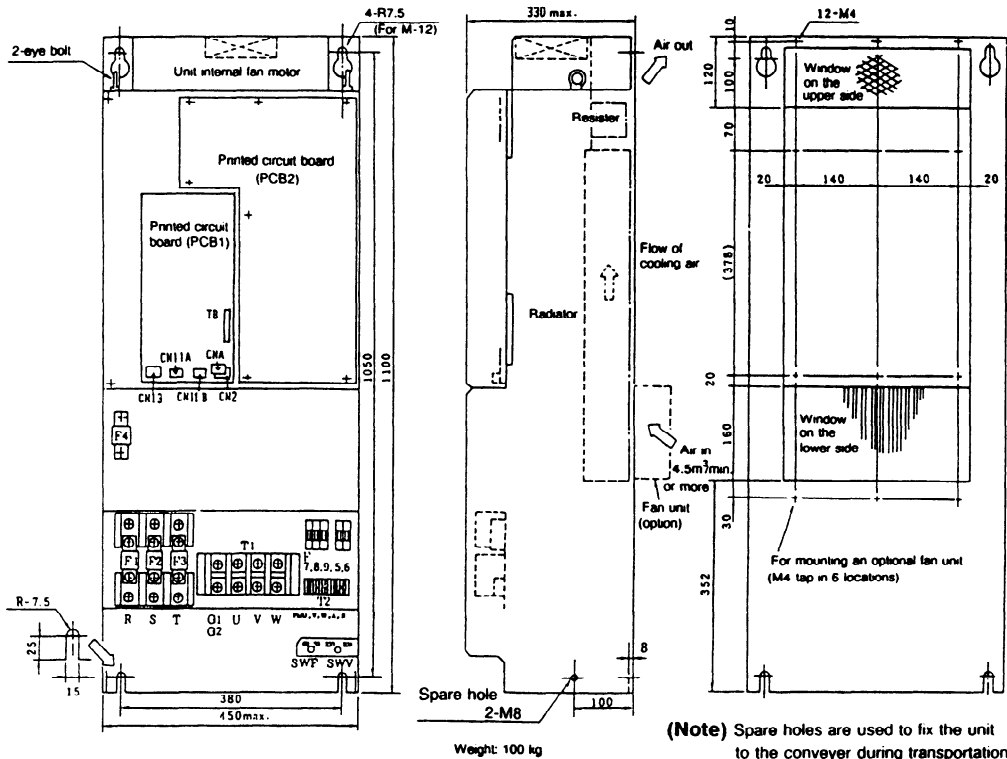 4-R7.5
(For M-12)
2-eye bolt
Unit internal fan motor
Printed circuit board
(PCB2)
Printed circuit
board (PCB1)
TB
CN11A
CNA
CN13
CN11B
CN2
F4
F1 F2 F3
T1
F
7,8,9,5,6
T2
R S T
G1 U V W
G2
SWF SWV
R-7.5
25
15
380
450max.
1050
1100
330 max.
Air out
Resister
Flow of
cooling air
Radiator
Air in
4.5m³min.
or more
Fan unit
(option)
8
Spare hole
2-M8
100
Weight: 100 kg
12-M4
10
120
100
70
Window
on the
upper side
20 140 140 20
(378)
20
160
Window
on the
lower side
30
352
For mounting an optional fan unit
(M4 tap in 6 locations)
(Note) Spare holes are used to fix the unit
to the conveyer during transportation